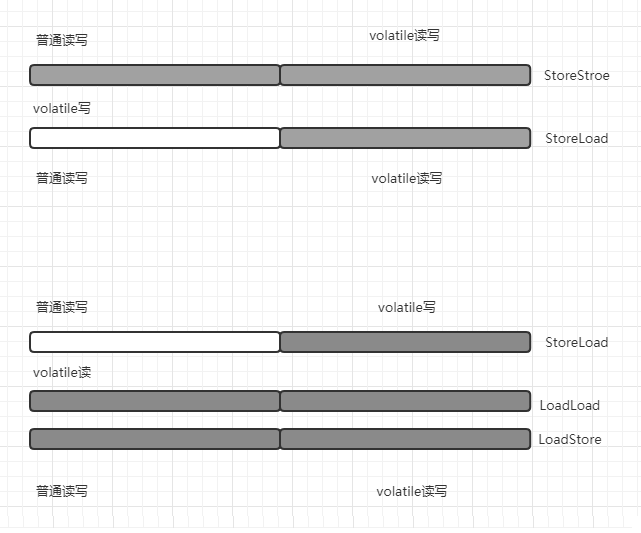 普通读写 volatile读写
StoreStroe
volatile写
StoreLoad
普通读写 volatile读写
普通读写 volatile写
StoreLoad
volatile读
LoadLoad
LoadStore
普通读写 volatile读写